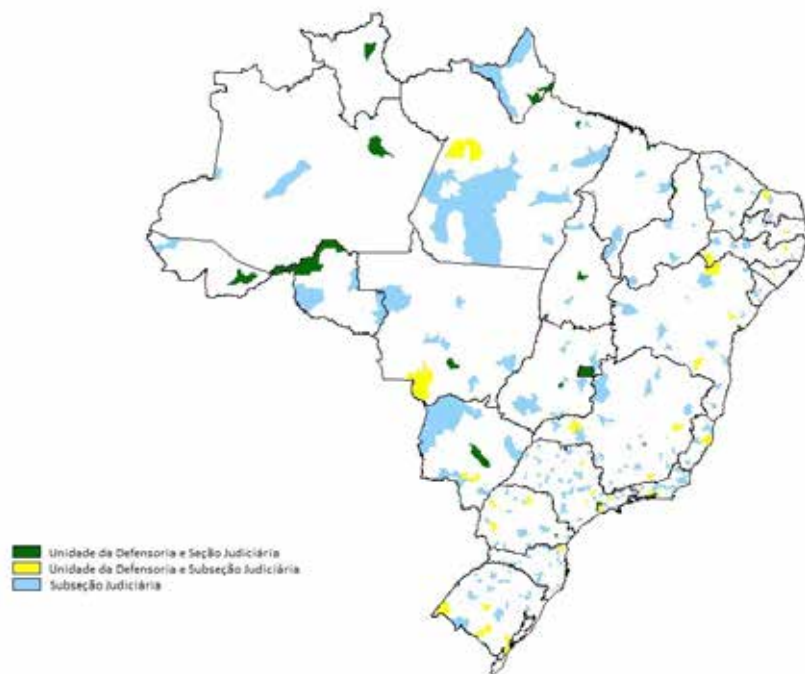 Unidade da Defensoria e Seção Judiciária
Unidade da Defensoria e Subseção Judiciária
Subseção Judiciária